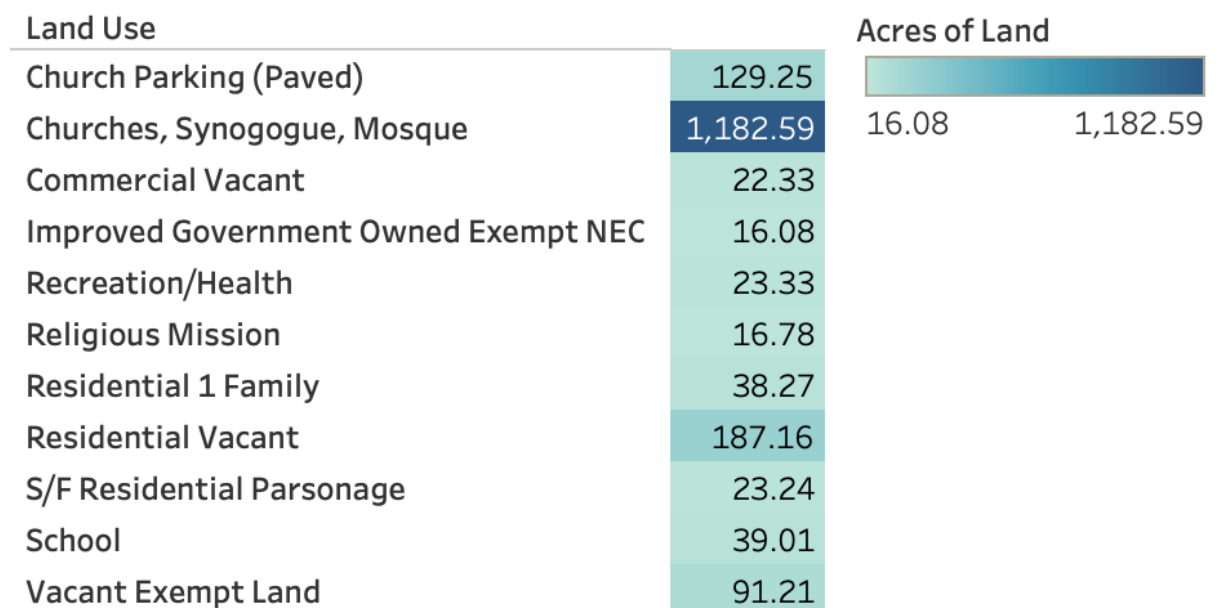 Land Use
Church Parking (Paved) 129.25
Churches, Synogogue, Mosque 1,182.59
Commercial Vacant 22.33
Improved Government Owned Exempt NEC 16.08
Recreation/Health 23.33
Religious Mission 16.78
Residential 1 Family 38.27
Residential Vacant 187.16
S/F Residential Parsonage 23.24
School 39.01
Vacant Exempt Land 91.21
Acres of Land
16.08 1,182.59